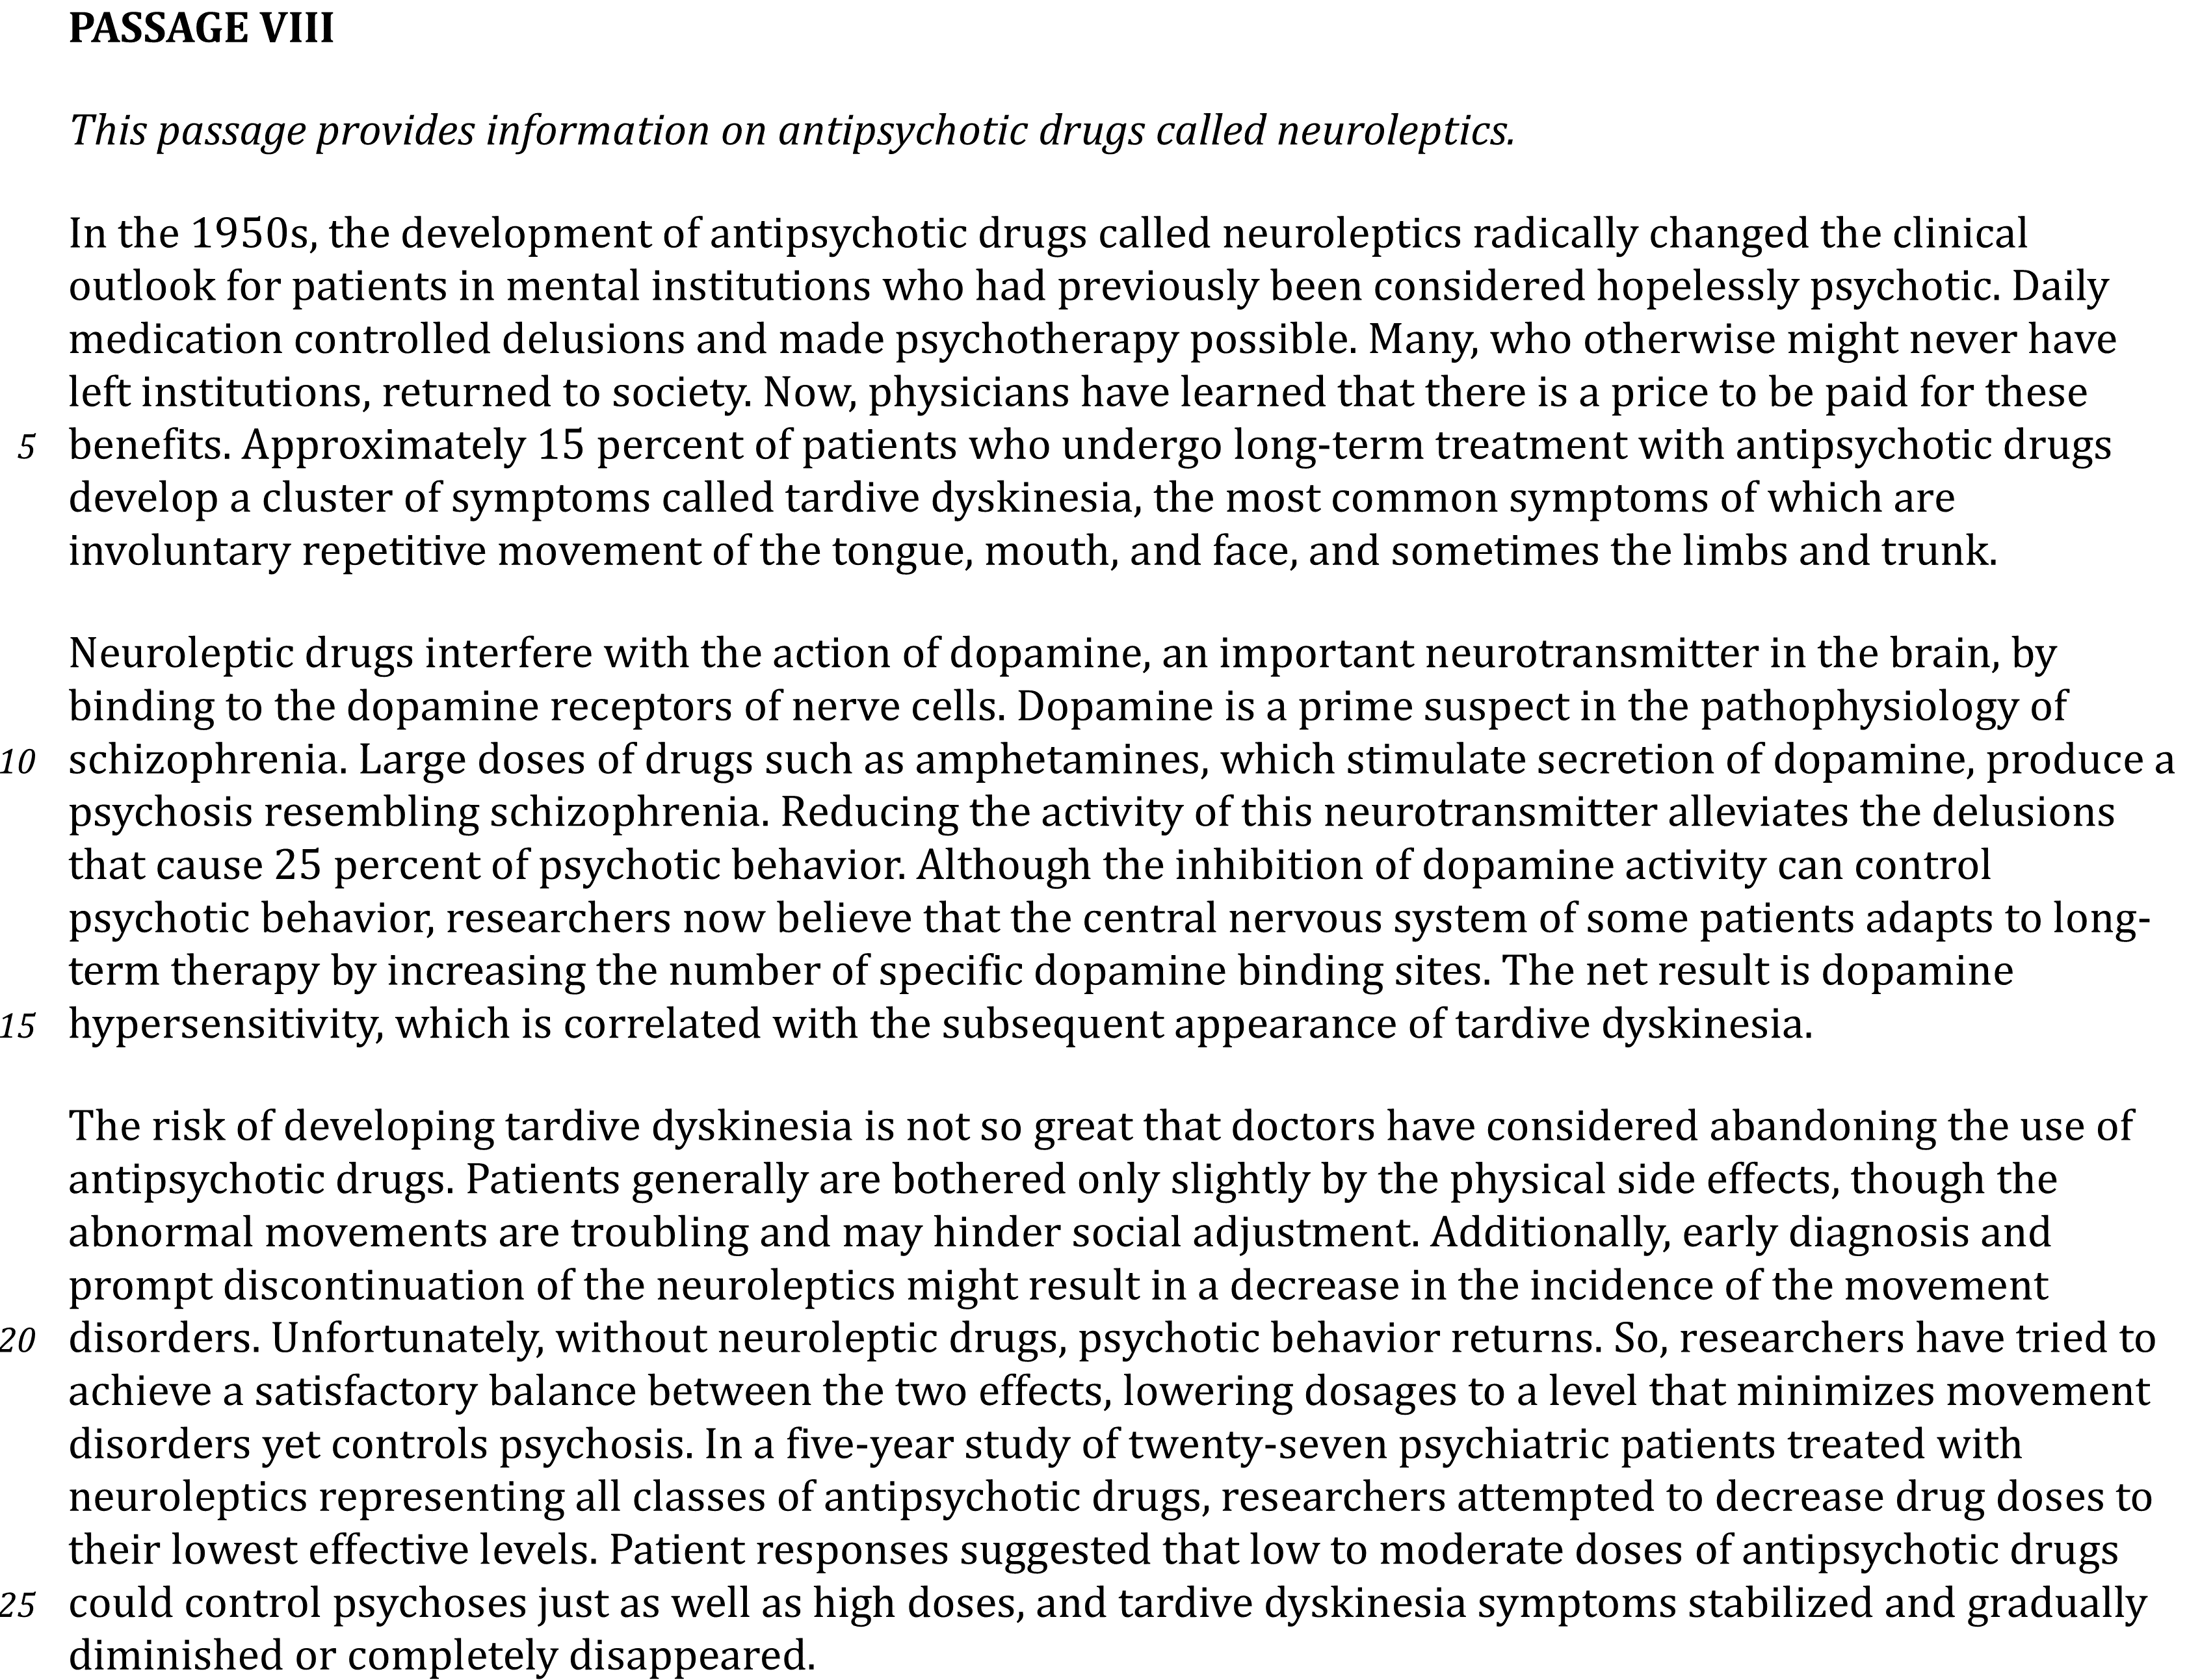 PASSAGE VIII
This passage provides information on antipsychotic drugs called neuroleptics.
In the 1950s, the development of antipsychotic drugs called neuroleptics radically changed the clinical
outlook for patients in mental institutions who had previously been considered hopelessly psychotic. Daily
medication controlled delusions and made psychotherapy possible. Many, who otherwise might never have
left institutions, returned to society. Now, physicians have learned that there is a price to be paid for these
5 benefits. Approximately 15 percent of patients who undergo long-term treatment with antipsychotic drugs
develop a cluster of symptoms called tardive dyskinesia, the most common symptoms of which are
involuntary repetitive movement of the tongue, mouth, and face, and sometimes the limbs and trunk.
Neuroleptic drugs interfere with the action of dopamine, an important neurotransmitter in the brain, by
binding to the dopamine receptors of nerve cells. Dopamine is a prime suspect in the pathophysiology of
10 schizophrenia. Large doses of drugs such as amphetamines, which stimulate secretion of dopamine, produce a
psychosis resembling schizophrenia. Reducing the activity of this neurotransmitter alleviates the delusions
that cause 25 percent of psychotic behavior. Although the inhibition of dopamine activity can control
psychotic behavior, researchers now believe that the central nervous system of some patients adapts to long-
term therapy by increasing the number of specific dopamine binding sites. The net result is dopamine
15 hypersensitivity, which is correlated with the subsequent appearance of tardive dyskinesia.
The risk of developing tardive dyskinesia is not so great that doctors have considered abandoning the use of
antipsychotic drugs. Patients generally are bothered only slightly by the physical side effects, though the
abnormal movements are troubling and may hinder social adjustment. Additionally, early diagnosis and
prompt discontinuation of the neuroleptics might result in a decrease in the incidence of the movement
20 disorders. Unfortunately, without neuroleptic drugs, psychotic behavior returns. So, researchers have tried to
achieve a satisfactory balance between the two effects, lowering dosages to a level that minimizes movement
disorders yet controls psychosis. In a five-year study of twenty-seven psychiatric patients treated with
neuroleptics representing all classes of antipsychotic drugs, researchers attempted to decrease drug doses to
their lowest effective levels. Patient responses suggested that low to moderate doses of antipsychotic drugs
25 could control psychoses just as well as high doses, and tardive dyskinesia symptoms stabilized and gradually
diminished or completely disappeared.